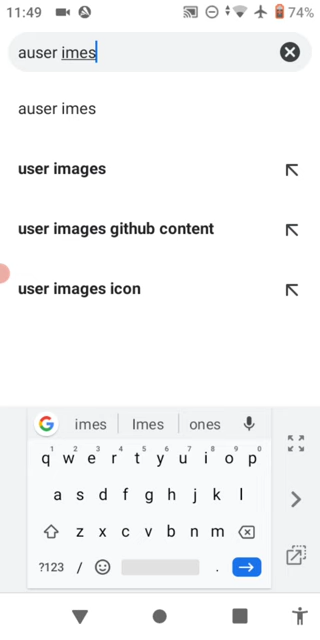 11:49 74%
auser imes
auser imes
user images
user images github content
user images icon
imes Imes ones
1 2 3 4 5 6 7 8 9 0
q w e r t y u i o p
a s d f g h j k l
z x c v b n m
?123 / .